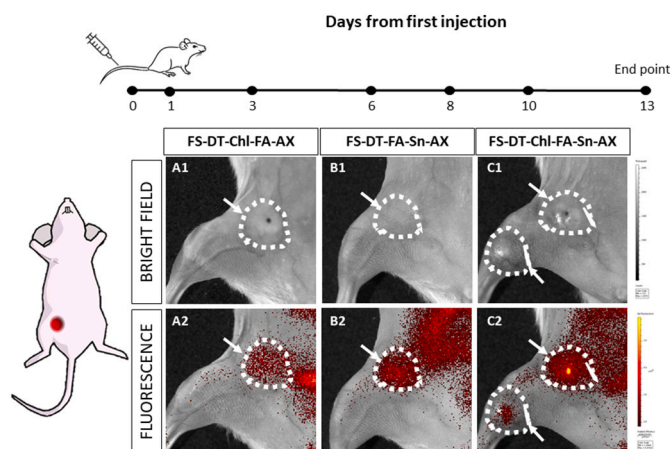 Days from first injection
End point
0 1 3 6 8 10 13
FS-DT-Chl-FA-AX FS-DT-FA-Sn-AX FS-DT-Chl-FA-Sn-AX
BRIGHT FIELD
A1 B1 C1
FLUORESCENCE
A2 B2 C2